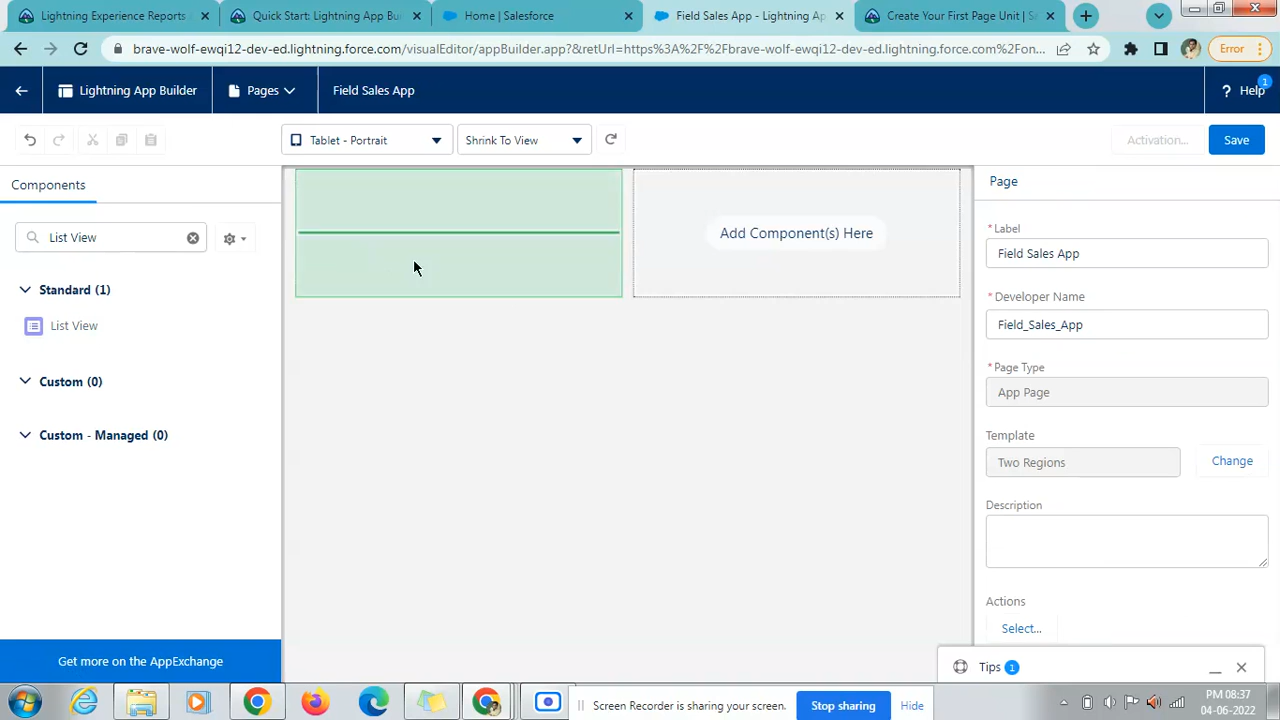 Lightning Experience Reports &
Quick Start: Lightning App Bui
Home | Salesforce
Field Sales App - Lightning Ap
Create Your First Page Unit | S
brave-wolf-ewqi12-dev-ed.lightning.force.com/visualEditor/appBuilder.app?&retUrl=https%3A%2F%2Fbrave-wolf-ewqi12-dev-ed.lightning.force.com%2Fon...
Error
Lightning App Builder
Pages
Field Sales App
? Help
1
Tablet - Portrait
Shrink To View
Activation...
Save
Components
List View
Standard (1)
List View
Custom (0)
Custom - Managed (0)
Get more on the AppExchange
Add Component(s) Here
Page
* Label
Field Sales App
* Developer Name
Field_Sales_App
* Page Type
App Page
Template
Two Regions
Change
Description
Actions
Select...
Tips 1
Screen Recorder is sharing your screen.
Stop sharing
Hide
PM 08:37
04-06-2022